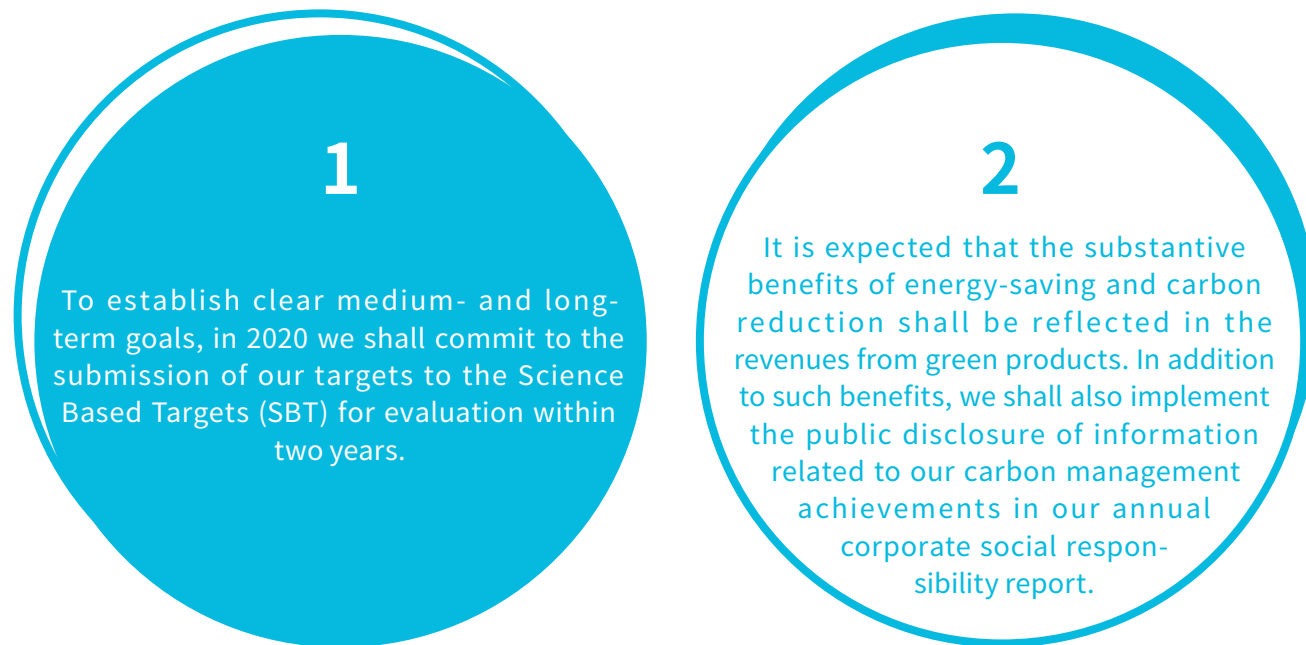 1
To establish clear medium- and long-
term goals, in 2020 we shall commit to the
submission of our targets to the Science
Based Targets (SBT) for evaluation within
two years.
2
It is expected that the substantive
benefits of energy-saving and carbon
reduction shall be reflected in the
revenues from green products. In addition
to such benefits, we shall also implement
the public disclosure of information
related to our carbon management
achievements in our annual
corporate social respon-
sibility report.